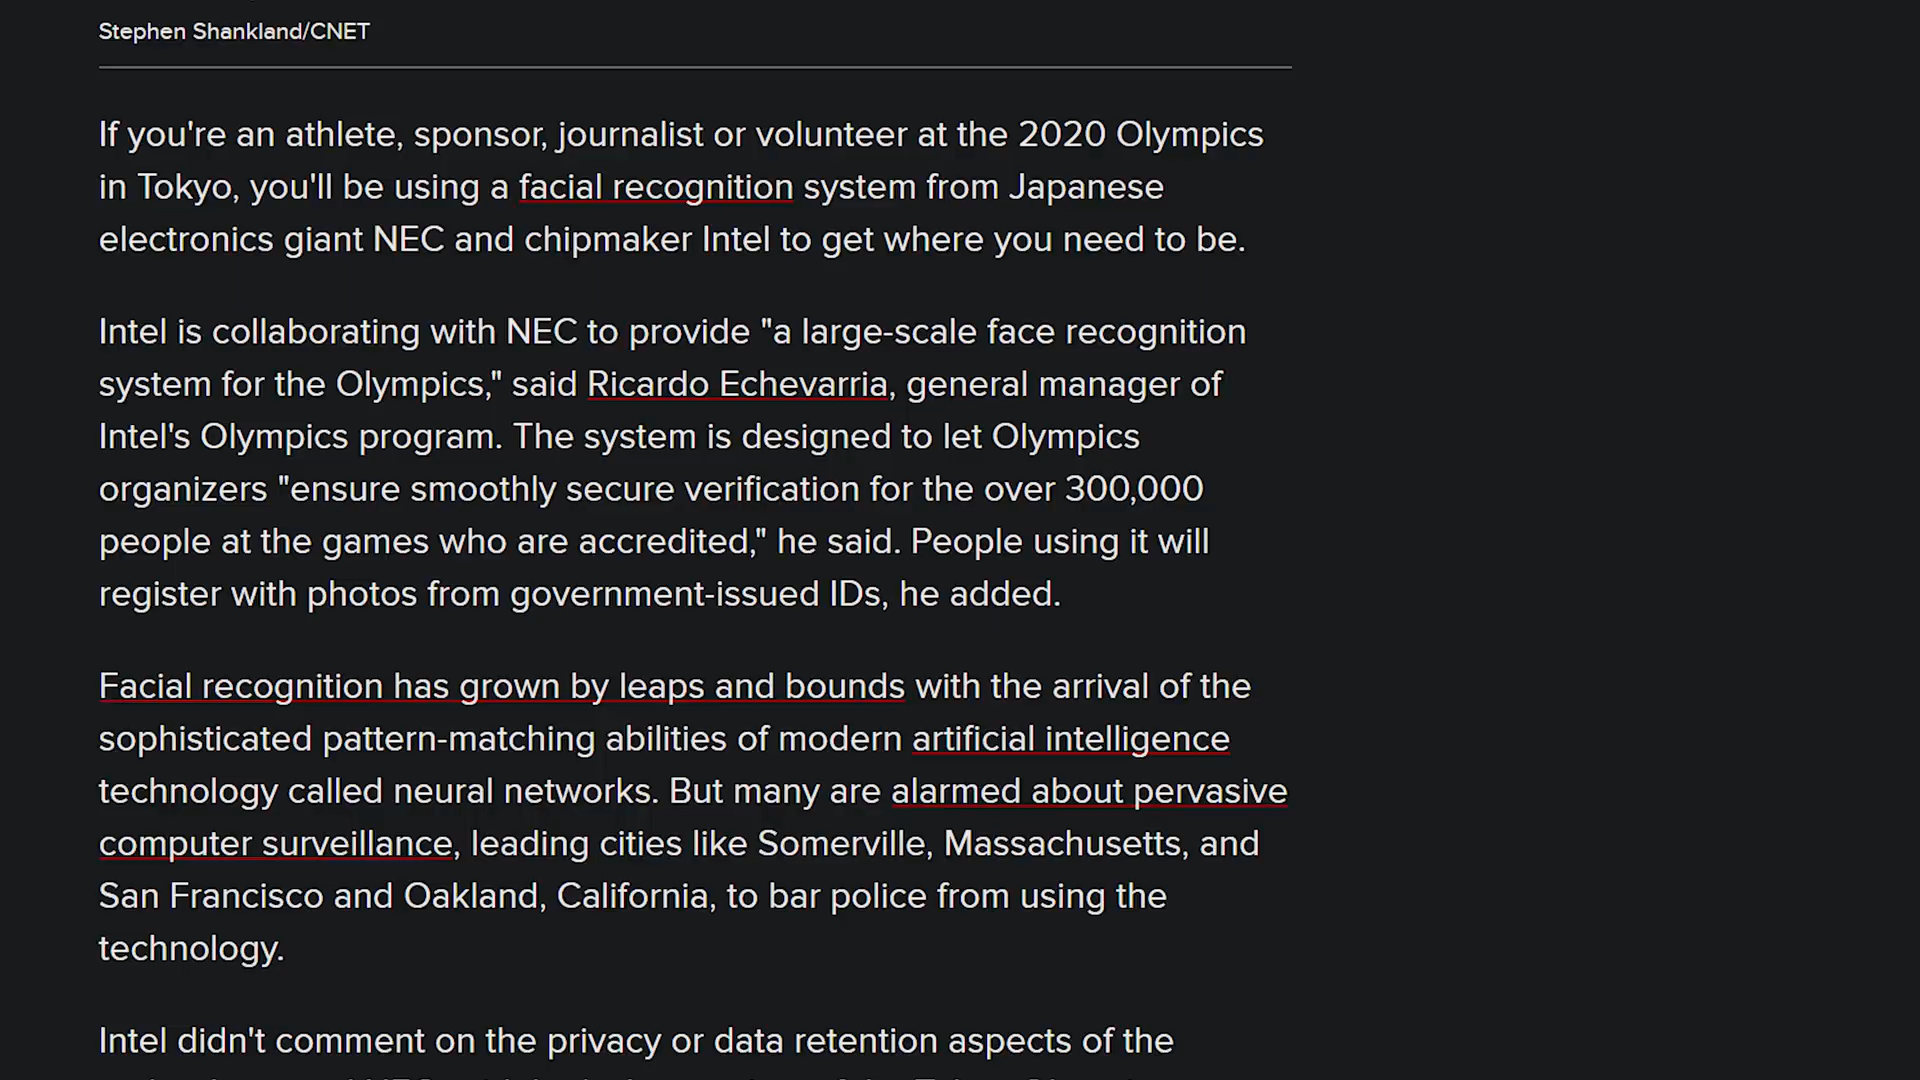 Stephen Shankland/CNET
If you're an athlete, sponsor, journalist or volunteer at the 2020 Olympics
in Tokyo, you'll be using a facial recognition system from Japanese
electronics giant NEC and chipmaker Intel to get where you need to be.
Intel is collaborating with NEC to provide "a large-scale face recognition
system for the Olympics," said Ricardo Echevarria, general manager of
Intel's Olympics program. The system is designed to let Olympics
organizers "ensure smoothly secure verification for the over 300,000
people at the games who are accredited," he said. People using it will
register with photos from government-issued IDs, he added.
Facial recognition has grown by leaps and bounds with the arrival of the
sophisticated pattern-matching abilities of modern artificial intelligence
technology called neural networks. But many are alarmed about pervasive
computer surveillance, leading cities like Somerville, Massachusetts, and
San Francisco and Oakland, California, to bar police from using the
technology.
Intel didn't comment on the privacy or data retention aspects of the